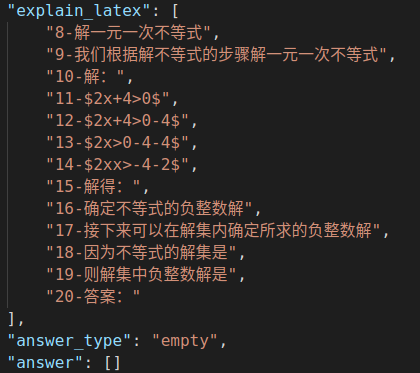 "explain_latex": [
"8-解一元一次不等式",
"9-我们根据解不等式的步骤解一元一次不等式",
"10-解：",
"11-$2x+4>0$",
"12-$2x+4>0-4$",
"13-$2x>0-4-4$",
"14-$2xx>-4-2$",
"15-解得：",
"16-确定不等式的负整数解",
"17-接下来可以在解集内确定所求的负整数解",
"18-因为不等式的解集是",
"19-则解集中负整数解是",
"20-答案："
],
"answer_type": "empty",
"answer": []